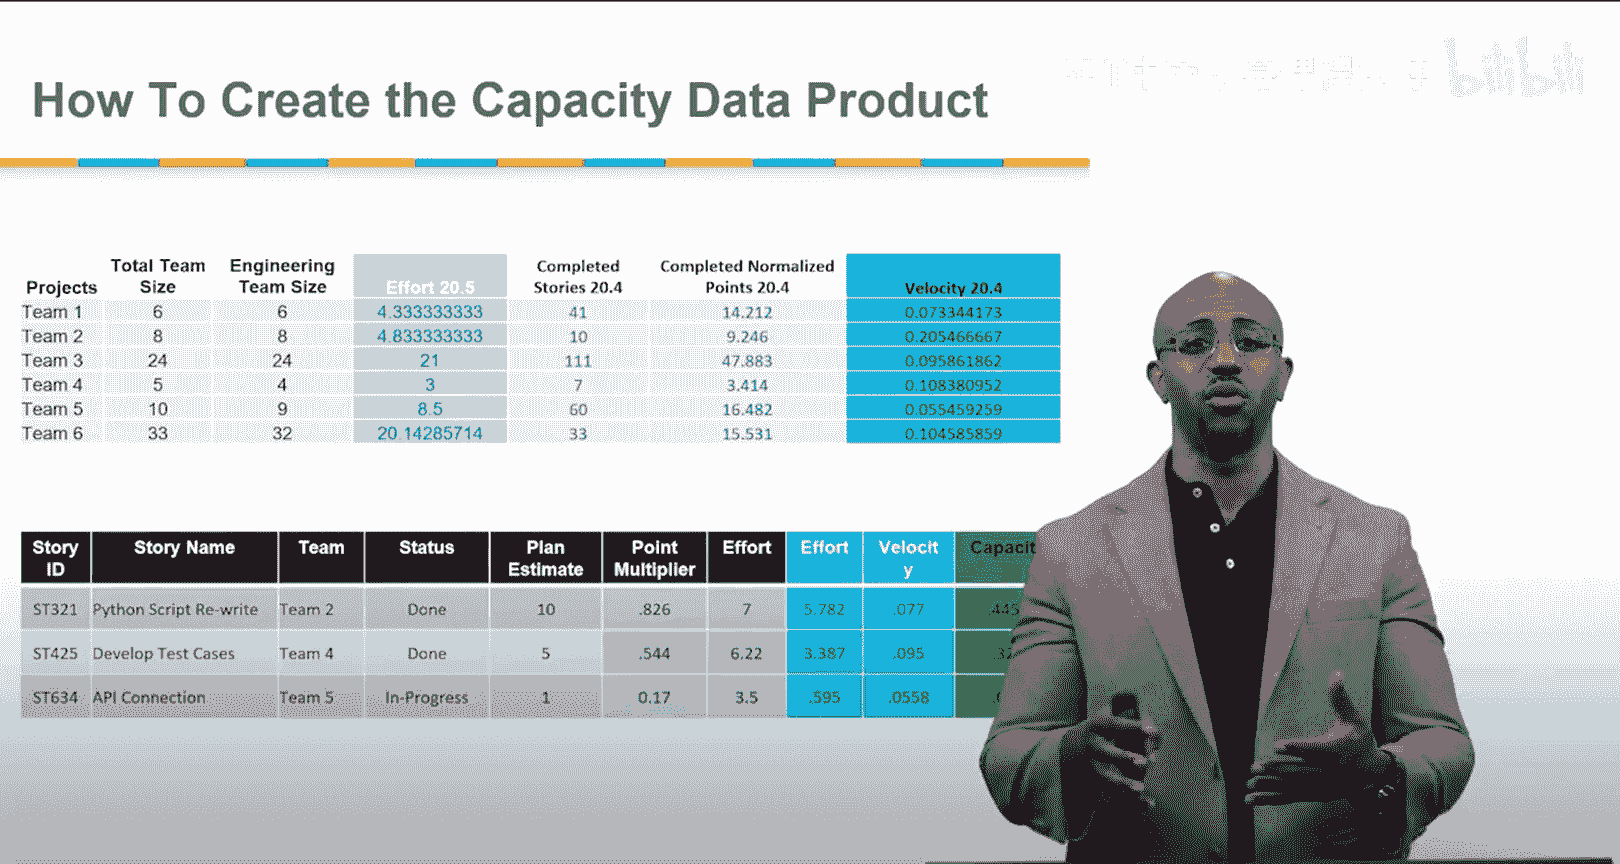 bilibili
How To Create the Capacity Data Product
Projects Total Team Size Engineering Team Size Effort 20.5 Completed Stories 20.4 Completed Normalized Points 20.4 Velocity 20.4
Team 1 6 6 4.333333333 41 14.212 0.073344173
Team 2 8 8 4.833333333 10 9.246 0.205466667
Team 3 24 24 21 111 47.883 0.095861862
Team 4 5 4 3 7 3.414 0.108380952
Team 5 10 9 8.5 60 16.482 0.055459259
Team 6 33 32 20.14285714 33 15.531 0.104585859
Story ID Story Name Team Status Plan Estimate Point Multiplier Effort Effort Velocity Capacit
ST321 Python Script Re-write Team 2 Done 10 .826 7 5.782 .077 .445
ST425 Develop Test Cases Team 4 Done 5 .544 6.22 3.387 .095 .32
ST634 API Connection Team 5 In-Progress 1 0.17 3.5 .595 .0558